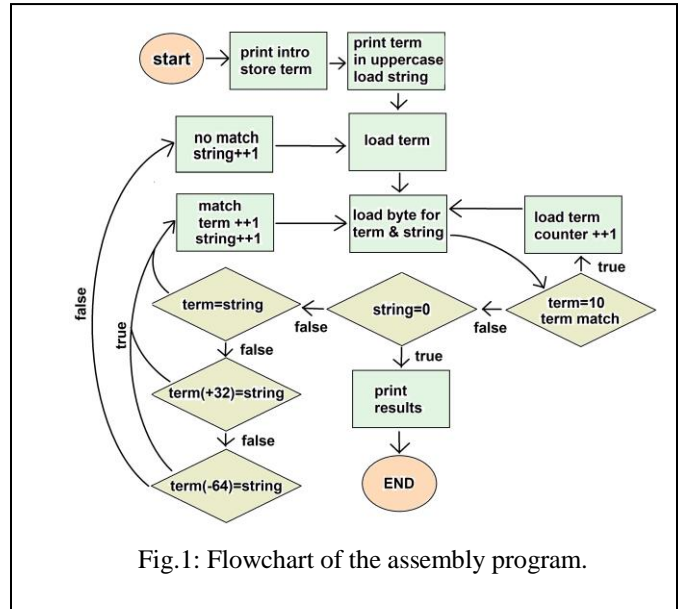 start
print intro
store term
print term
in uppercase
load string
no match
string++1
load term
match
term ++1
string++1
load byte for
term & string
load term
counter ++1
true
false
true
term=string
false
string=0
false
term=10
term match
false
true
term(+32)=string
print
results
false
term(-64)=string
END
Fig.1: Flowchart of the assembly program.